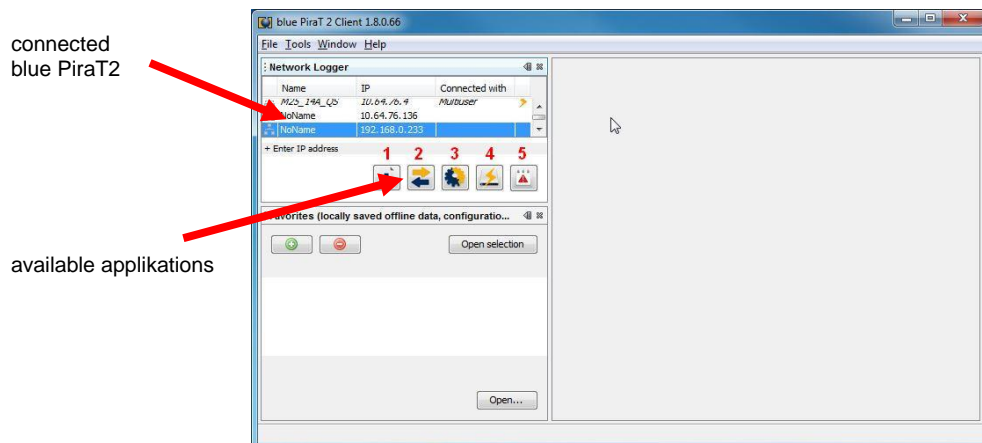 blue PiraT 2 Client 1.8.0.66
File Tools Window Help
connected
blue PiraT2
Network Logger
Name IP Connected with
M25_14A_QS 10.64.76.4 Multiuser
NoName 10.64.76.136
NoName 192.168.0.233
+ Enter IP address
1 2 3 4 5
Favorites (locally saved offline data, configuratio...
Open selection
available applikations
Open...